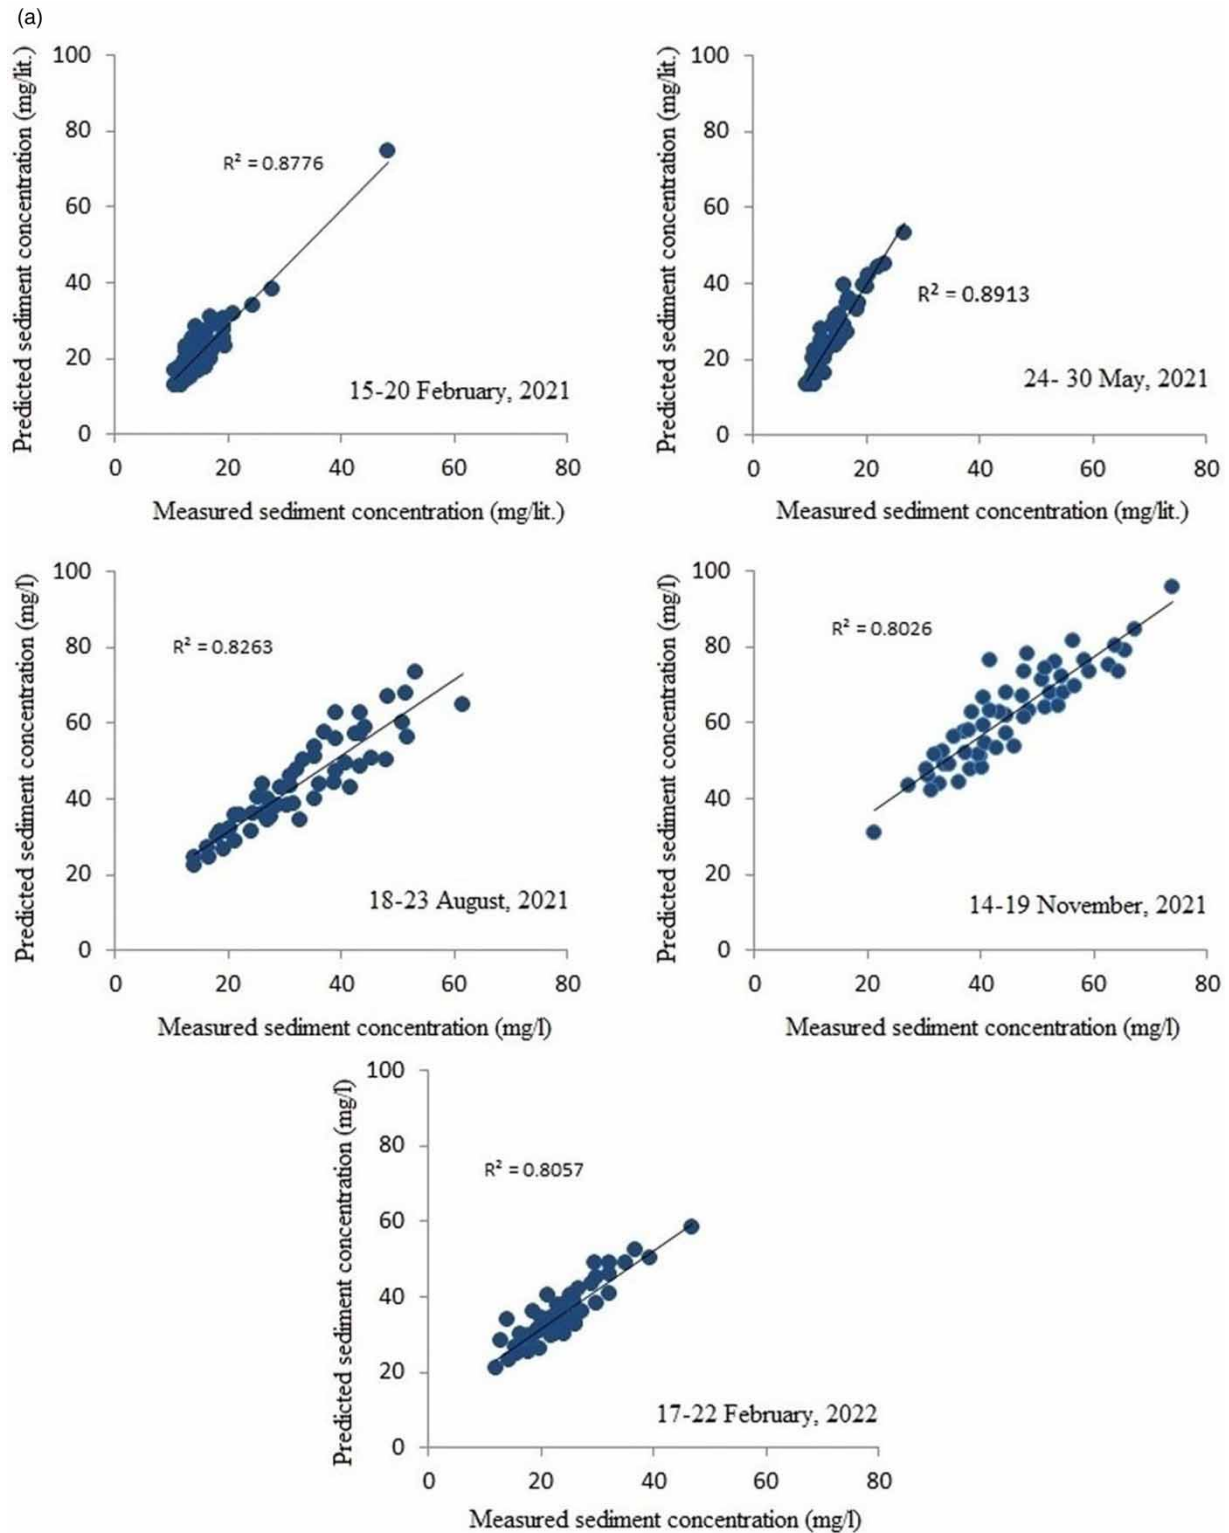 (a)
Predicted sediment concentration (mg/lit.)
100
80
60
40
20
0
R² = 0.8776
15-20 February, 2021
0 20 40 60 80
Measured sediment concentration (mg/lit.)
Predicted sediment concentration (mg/lit.)
100
80
60
40
20
0
R² = 0.8913
24- 30 May, 2021
0 20 40 60 80
Measured sediment concentration (mg/lit.)
Predicted sediment concentration (mg/l)
100
80
60
40
20
0
R² = 0.8263
18-23 August, 2021
0 20 40 60 80
Measured sediment concentration (mg/l)
Predicted sediment concentration (mg/l)
100
80
60
40
20
0
R² = 0.8026
14-19 November, 2021
0 20 40 60 80
Measured sediment concentration (mg/l)
Predicted sediment concentration (mg/l)
100
80
60
40
20
0
R² = 0.8057
17-22 February, 2022
0 20 40 60 80
Measured sediment concentration (mg/l)